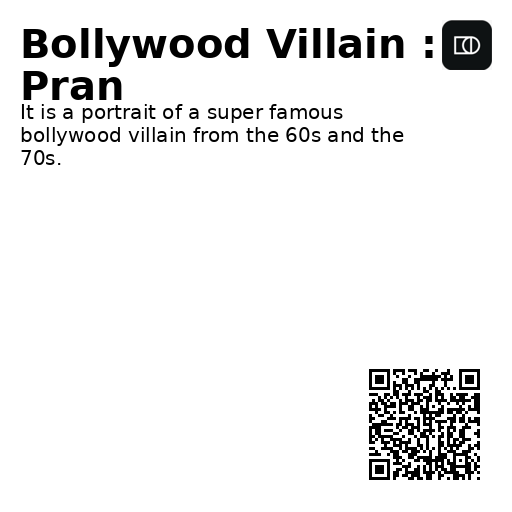 Bollywood Villain :
Pran
It is a portrait of a super famous
bollywood villain from the 60s and the
70s.